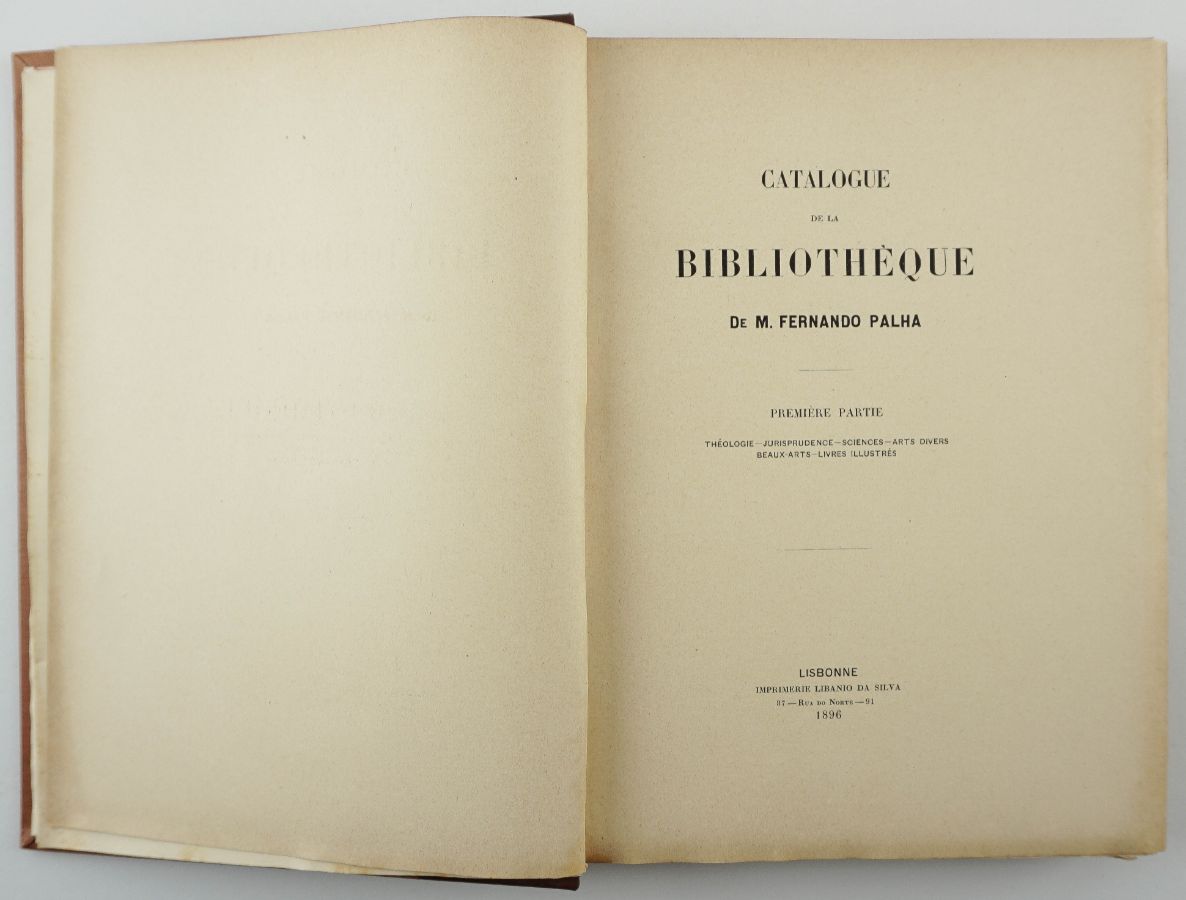 CATALOGUE
DE LA
BIBLIOTHÈQUE
DE M. FERNANDO PALHA
PREMIÈRE PARTIE
THÉOLOGIE—JURISPRUDENCE—SCIENCES—ARTS DIVERS
BEAUX-ARTS—LIVRES ILLUSTRÉS
LISBONNE
IMPRIMERIE LIBANIO DA SILVA
87—RUA DO NORTE—91
1896